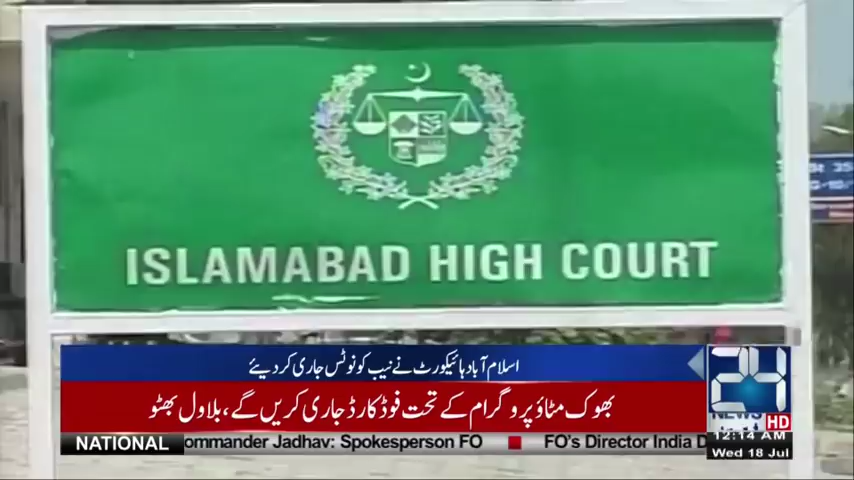 ISLAMABAD HIGH COURT
اسلام آباد ہائیکورٹ نے نیب کو نوٹس جاری کر دیئے
بھوک مٹاؤ پروگرام کے تحت فوڈ کارڈ جاری کریں گے، بلاول بھٹو
24
NEWS HD
12:14 AM
Wed 18 Jul
NATIONAL
ommander Jadhav: Spokesperson FO FO's Director India D